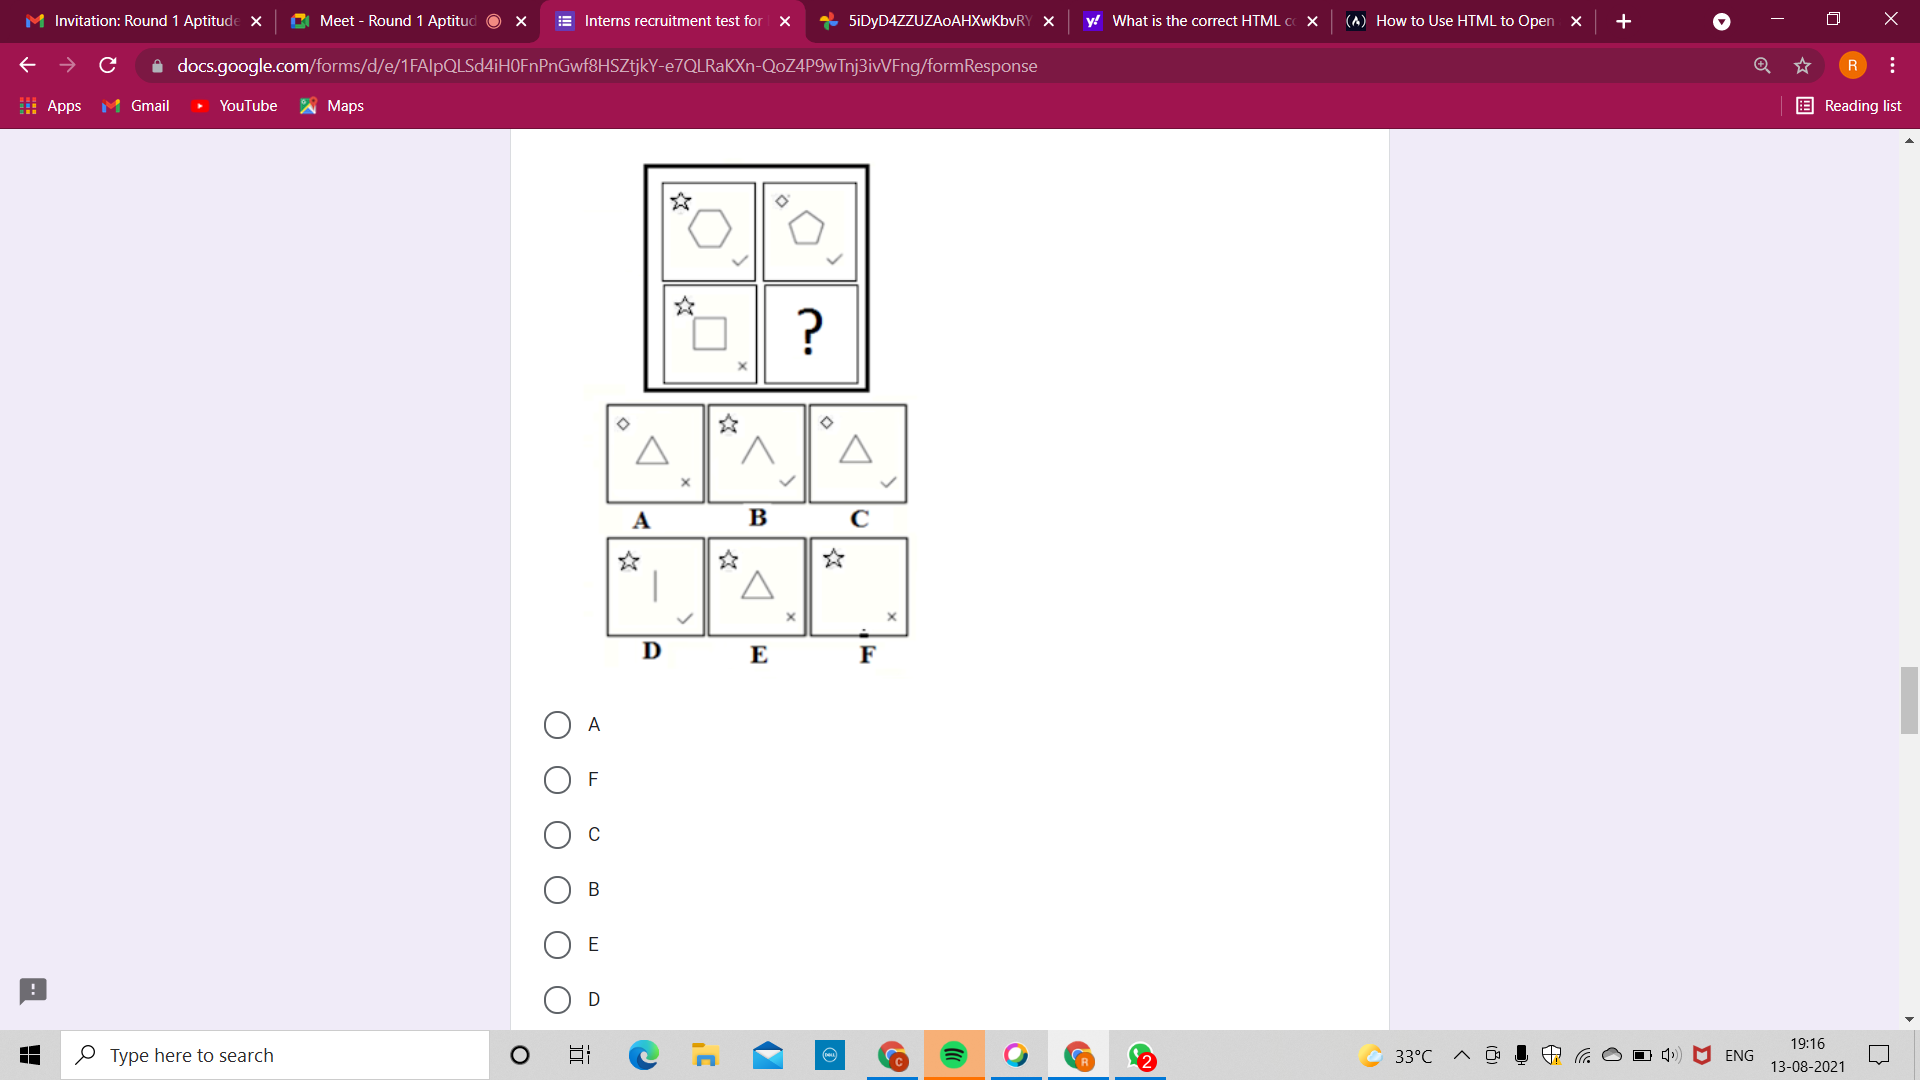 Invitation: Round 1 Aptitude
Meet - Round 1 Aptitud
Interns recruitment test for
5iDyD4ZZUZAoAHXwKbvRY
What is the correct HTML co
How to Use HTML to Open
docs.google.com/forms/d/e/1FAIpQLSd4iH0FnPnGwf8HSZtjkY-e7QLRaKXn-QoZ4P9wTnj3ivVFng/formResponse
R
Apps
Gmail
YouTube
Maps
Reading list
?
A B C
D E F
A
F
C
B
E
D
Type here to search
33°C
ENG
19:16
13-08-2021
2